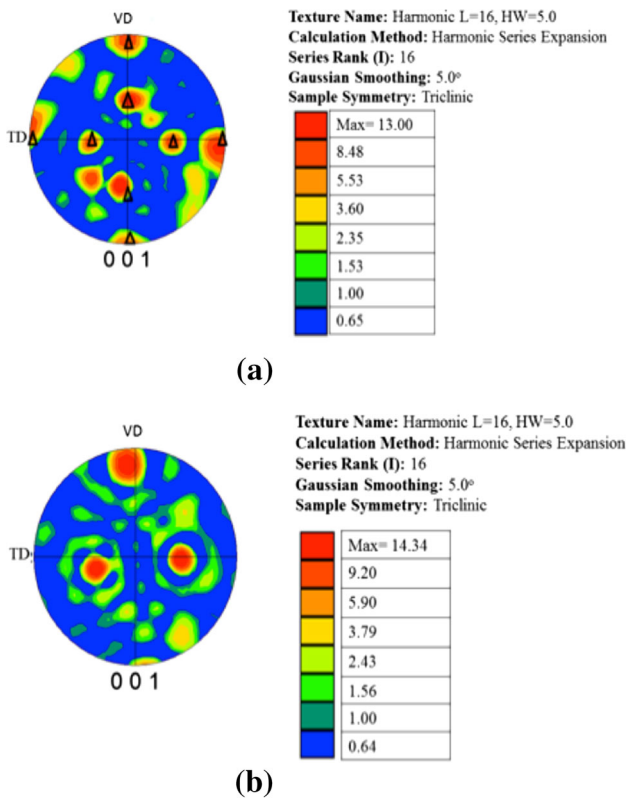 VD
TD
0 0 1
Texture Name: Harmonic L=16, HW=5.0
Calculation Method: Harmonic Series Expansion
Series Rank (I): 16
Gaussian Smoothing: 5.0°
Sample Symmetry: Triclinic
Max= 13.00
8.48
5.53
3.60
2.35
1.53
1.00
0.65
(a)
VD
TD
0 0 1
Texture Name: Harmonic L=16, HW=5.0
Calculation Method: Harmonic Series Expansion
Series Rank (I): 16
Gaussian Smoothing: 5.0°
Sample Symmetry: Triclinic
Max= 14.34
9.20
5.90
3.79
2.43
1.56
1.00
0.64
(b)